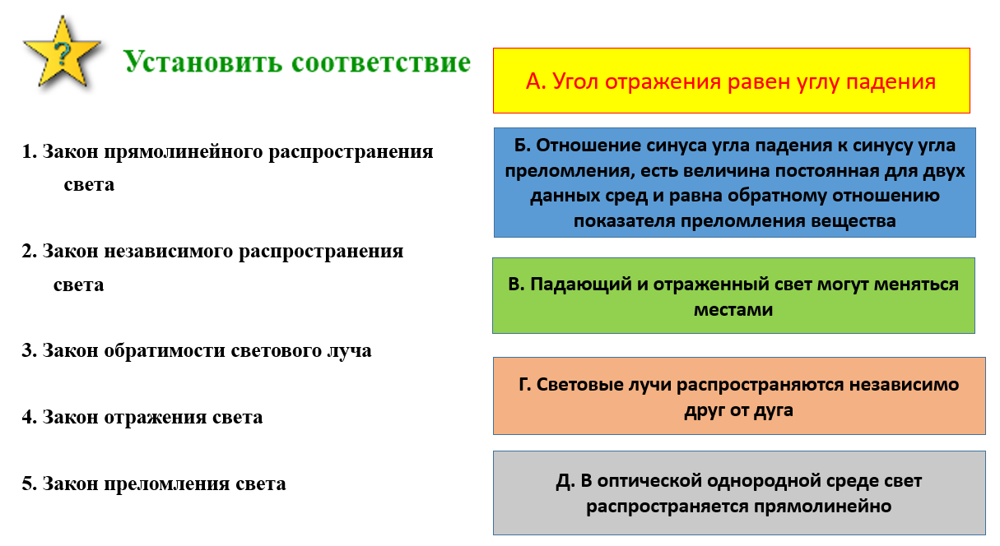 ?
Установить соответствие
А. Угол отражения равен углу падения
1. Закон прямолинейного распространения
света
2. Закон независимого распространения
света
3. Закон обратимости светового луча
4. Закон отражения света
5. Закон преломления света
Б. Отношение синуса угла падения к синусу угла
преломления, есть величина постоянная для двух
данных сред и равна обратному отношению
показателя преломления вещества
В. Падающий и отраженный свет могут меняться
местами
Г. Световые лучи распространяются независимо
друг от дуга
Д. В оптической однородной среде свет
распространяется прямолинейно